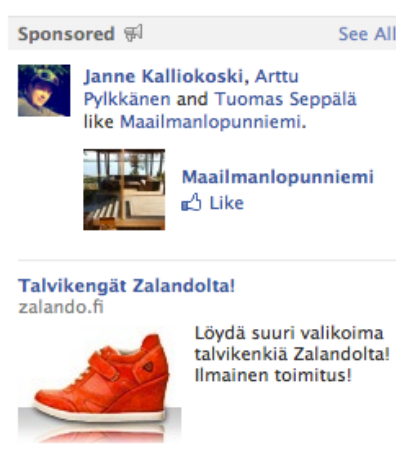 Sponsored See All
Janne Kalliokoski, Arttu
Pylkkänen and Tuomas Seppälä
like Maailmanlopunniemi.
Maailmanlopunniemi
Like
Talvikengät Zalandolta!
zalando.fi
Löydä suuri valikoima
talvikenkiä Zalandolta!
Ilmainen toimitus!